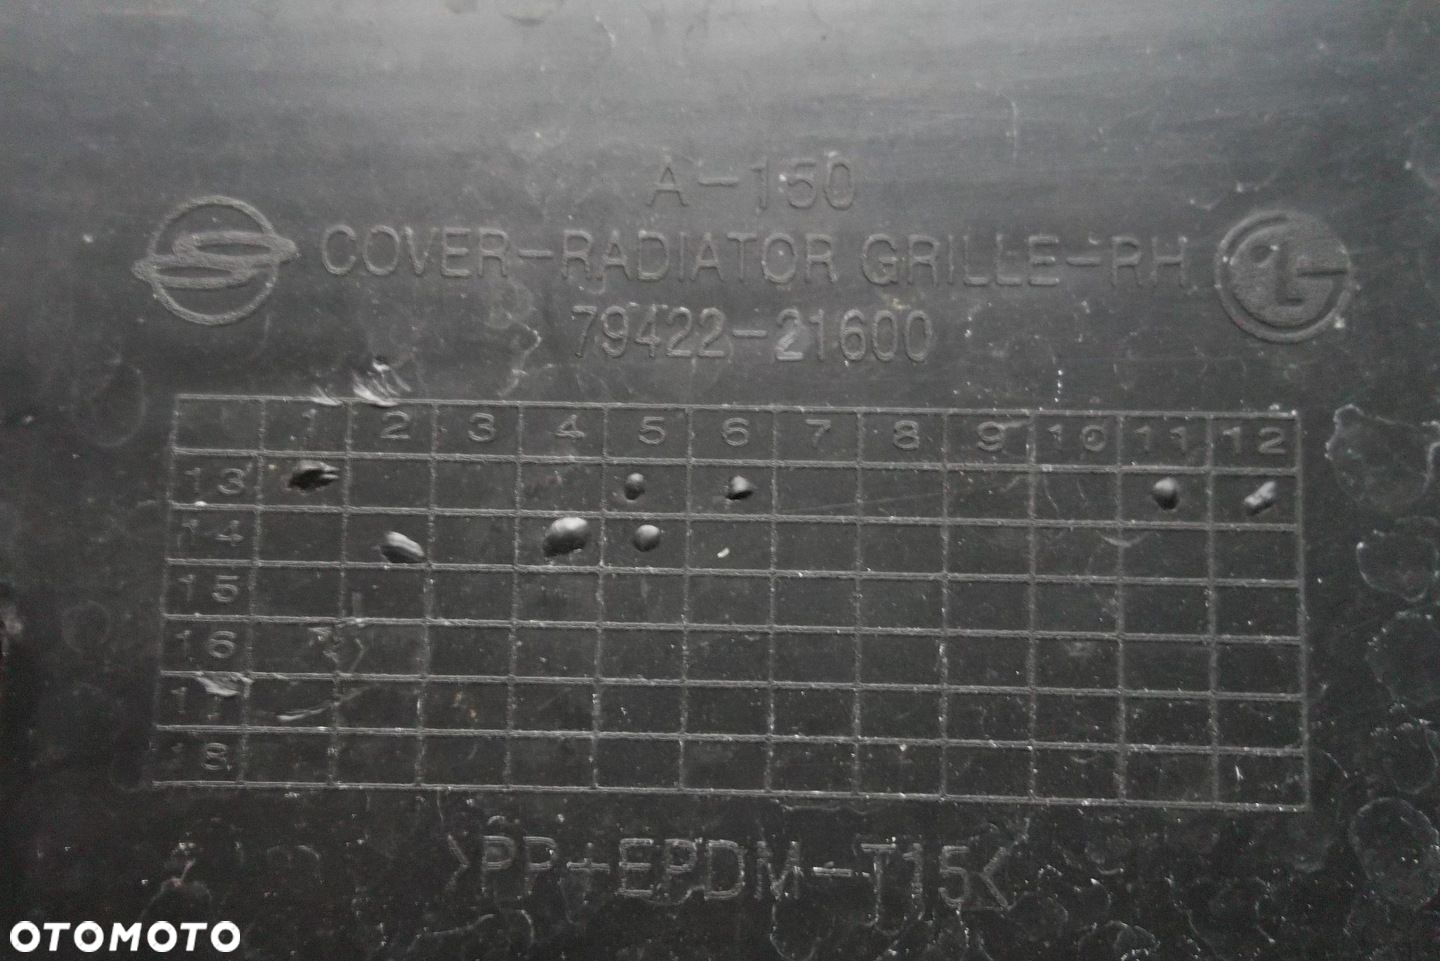 A-150
COVER-RADIATOR GRILLE-RH
79422-21600
1 2 3 4 5 6 7 8 9 10 11 12
13
14
15
16
17
18
>PP+EPDM-T15<
OTOMOTO